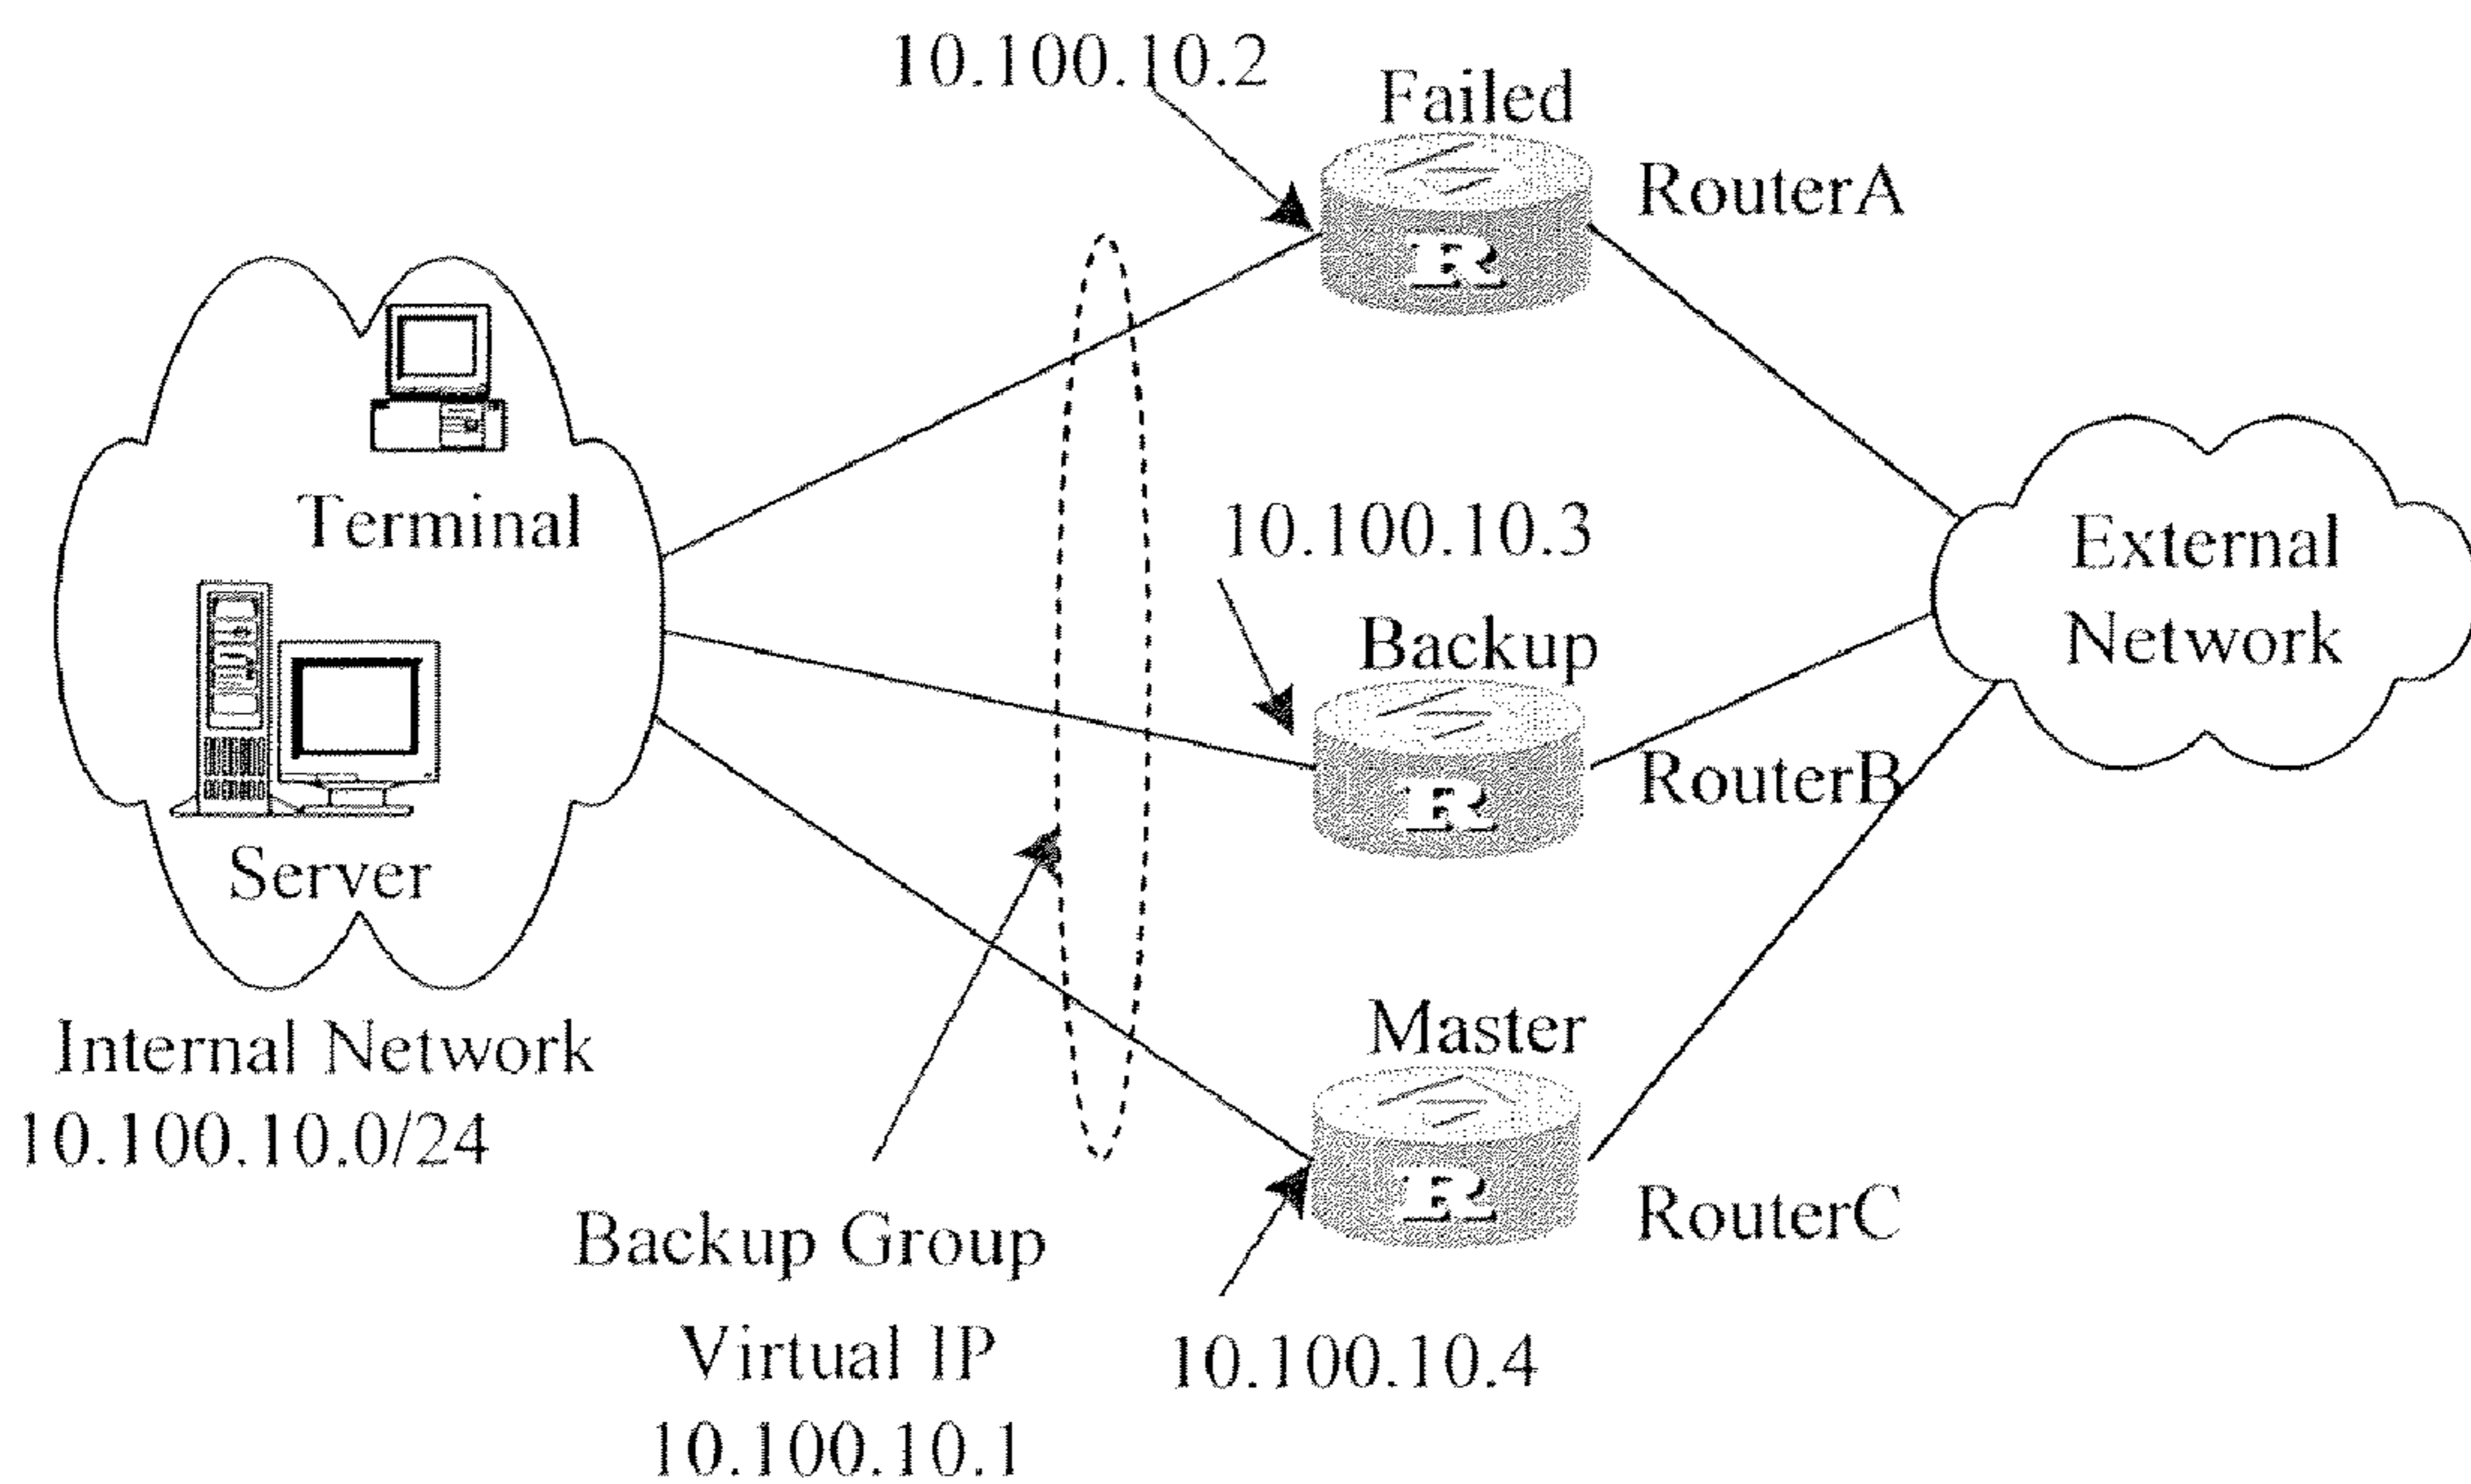 10.100.10.2
Failed
RouterA
R
Terminal
10.100.10.3
External
Network
Backup
RouterB
R
Server
Master
Internal Network
10.100.10.0/24
R
RouterC
Backup Group
Virtual IP
10.100.10.1
10.100.10.4